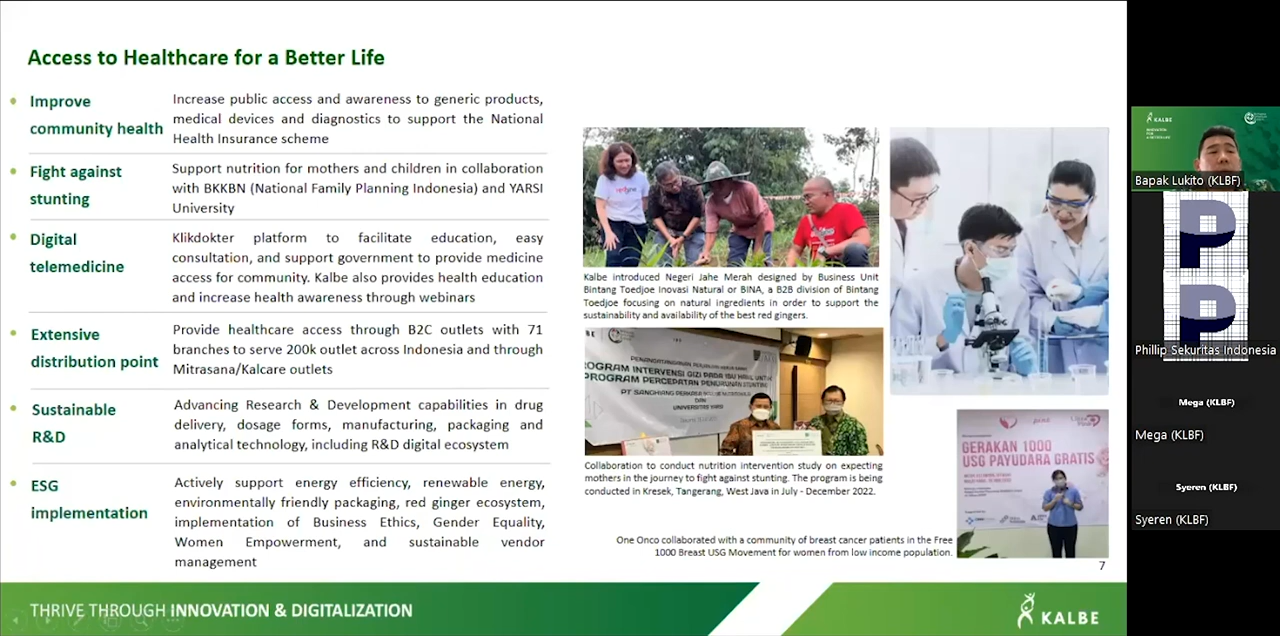 Access to Healthcare for a Better Life
Improve
community health
Increase public access and awareness to generic products,
medical devices and diagnostics to support the National
Health Insurance scheme
Fight against
stunting
Support nutrition for mothers and children in collaboration
with BKKBN (National Family Planning Indonesia) and YARSI
University
Digital
telemedicine
Klikdokter platform to facilitate education, easy
consultation, and support government to provide medicine
access for community. Kalbe also provides health education
and increase health awareness through webinars
Extensive
distribution point
Provide healthcare access through B2C outlets with 71
branches to serve 200k outlet across Indonesia and through
Mitrasana/Kalcare outlets
Sustainable
R&D
Advancing Research & Development capabilities in drug
delivery, dosage forms, manufacturing, packaging and
analytical technology, including R&D digital ecosystem
ESG
implementation
Actively support energy efficiency, renewable energy,
environmentally friendly packaging, red ginger ecosystem,
implementation of Business Ethics, Gender Equality,
Women Empowerment, and sustainable vendor
management
Kalbe introduced Negeri Jahe Merah designed by Business Unit
Bintang Toedjoe Inovasi Natural or BINA, a B2B division of Bintang
Toedjoe focusing on natural ingredients in order to support the
sustainability and availability of the best red gingers.
PROGRAM INTERVENSI GIZI PADA IBU HAMIL UNTUK
PROGRAM PERCEPATAN PENURUNAN STUNTING
DAN
UNIVERSITAS YARSI
Collaboration to conduct nutrition intervention study on expecting
mothers in the journey to fight against stunting. The program is being
conducted in Kresek, Tangerang, West Java in July - December 2022.
GERAKAN 1000
USG PAYUDARA GRATIS
One Onco collaborated with a community of breast cancer patients in the Free
1000 Breast USG Movement for women from low income population.
7
THRIVE THROUGH INNOVATION & DIGITALIZATION
KALBE
KALBE
Bapak Lukito (KLBF)
P
P
Phillip Sekuritas Indonesia
Mega (KLBF)
Mega (KLBF)
Syeren (KLBF)
Syeren (KLBF)